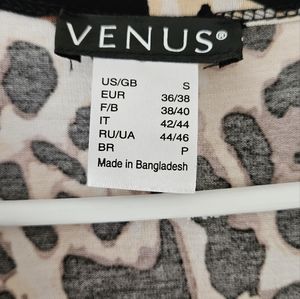 VENUS®
US/GB S
EUR 36/38
F/B 38/40
IT 42/44
RU/UA 44/46
BR P
Made in Bangladesh